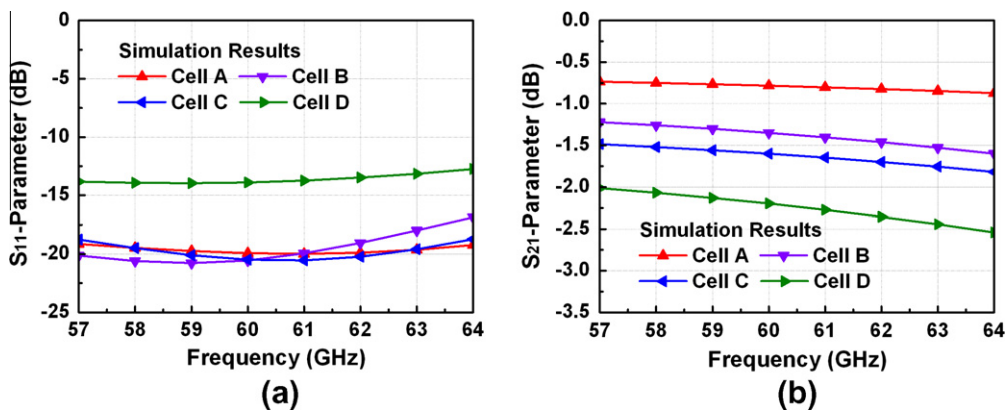 S11-Parameter (dB)
0
-5
-10
-15
-20
-25
Simulation Results
Cell A Cell B
Cell C Cell D
57 58 59 60 61 62 63 64
Frequency (GHz)
(a)
S21-Parameter (dB)
0.0
-0.5
-1.0
-1.5
-2.0
-2.5
-3.0
-3.5
Simulation Results
Cell A Cell B
Cell C Cell D
57 58 59 60 61 62 63 64
Frequency (GHz)
(b)